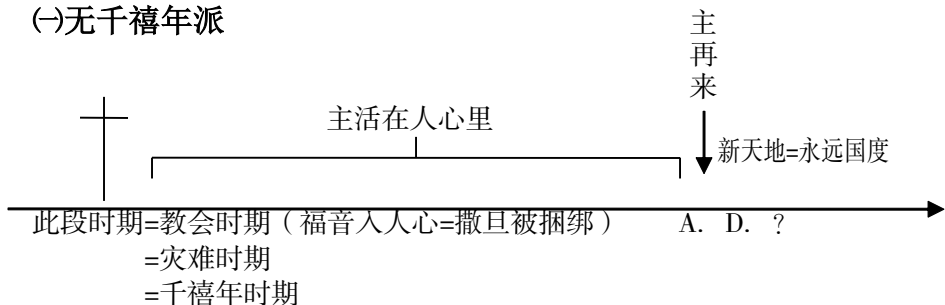 ㈠无千禧年派
主再来
主活在人心里
新天地=永远国度
此段时期=教会时期（福音入人心=撒旦被捆绑）
A. D. ?
=灾难时期
=千禧年时期